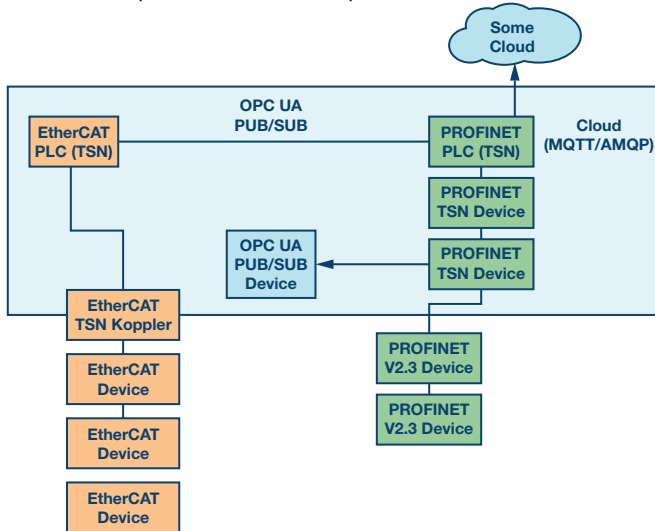 Some
Cloud
OPC UA
PUB/SUB
EtherCAT
PLC (TSN)
PROFINET
PLC (TSN)
Cloud
(MQTT/AMQP)
PROFINET
TSN Device
OPC UA
PUB/SUB
Device
PROFINET
TSN Device
EtherCAT
TSN Koppler
PROFINET
V2.3 Device
EtherCAT
Device
PROFINET
V2.3 Device
EtherCAT
Device
EtherCAT
Device